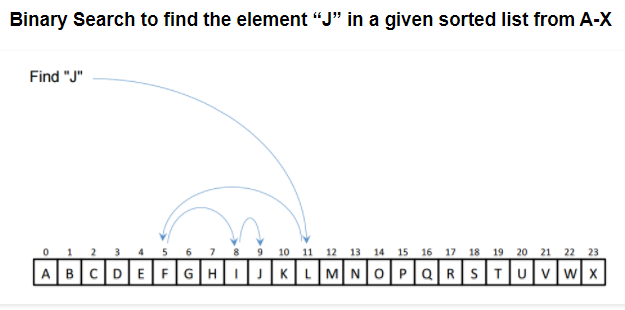 Binary Search to find the element “J” in a given sorted list from A-X
Find "J"
0 1 2 3 4 5 6 7 8 9 10 11 12 13 14 15 16 17 18 19 20 21 22 23
A B C D E F G H I J K L M N O P Q R S T U V W X